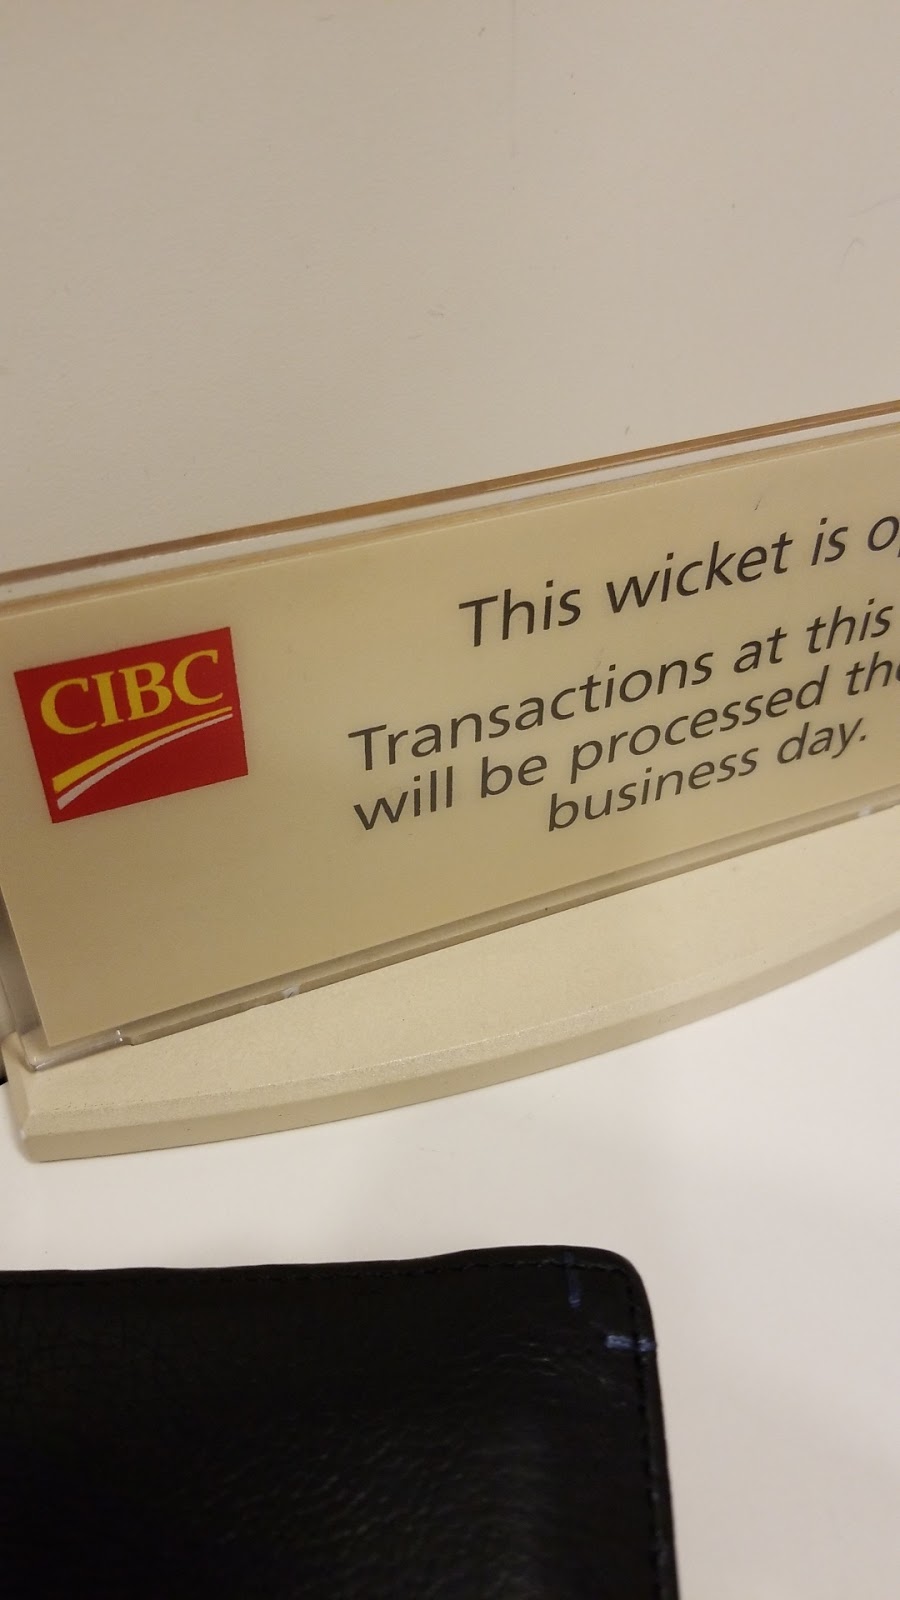 CIBC
This wicket is
Transactions at this
will be processed
business day.